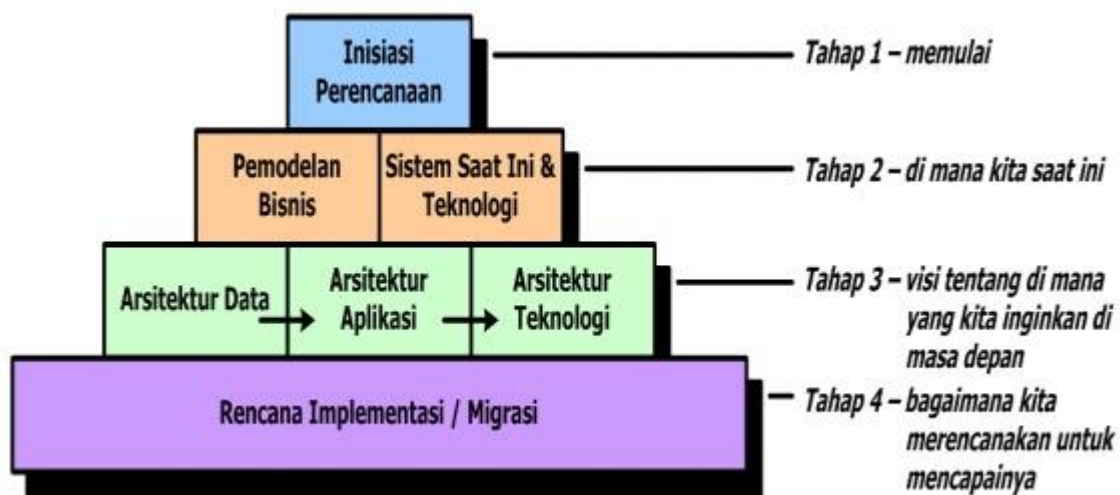 Inisiasi
Perencanaan
Tahap 1 – memulai
Pemodelan
Bisnis
Sistem Saat Ini &
Teknologi
Tahap 2 – di mana kita saat ini
Arsitektur Data
Arsitektur
Aplikasi
Arsitektur
Teknologi
Tahap 3 – visi tentang di mana
yang kita inginkan di
masa depan
Rencana Implementasi / Migrasi
Tahap 4 – bagaimana kita
merencanakan untuk
mencapainya